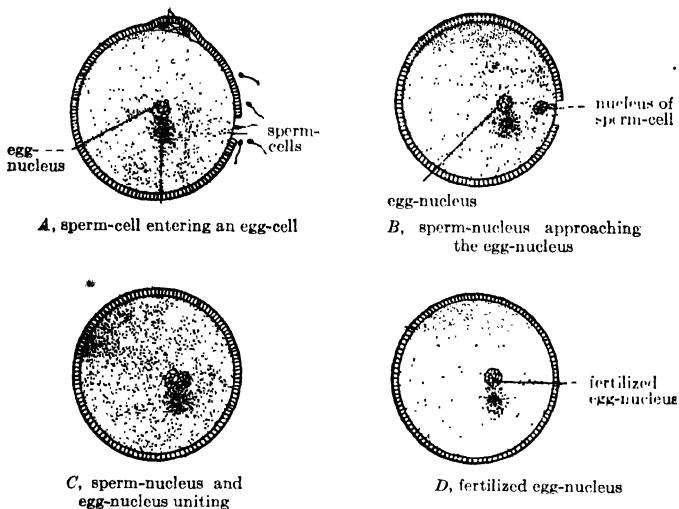 egg-
nucleus
sperm-
cells
A, sperm-cell entering an egg-cell
nucleus of
sperm-cell
egg-nucleus
B, sperm-nucleus approaching
the egg-nucleus
C, sperm-nucleus and
egg-nucleus uniting
fertilized
egg-nucleus
D, fertilized egg-nucleus